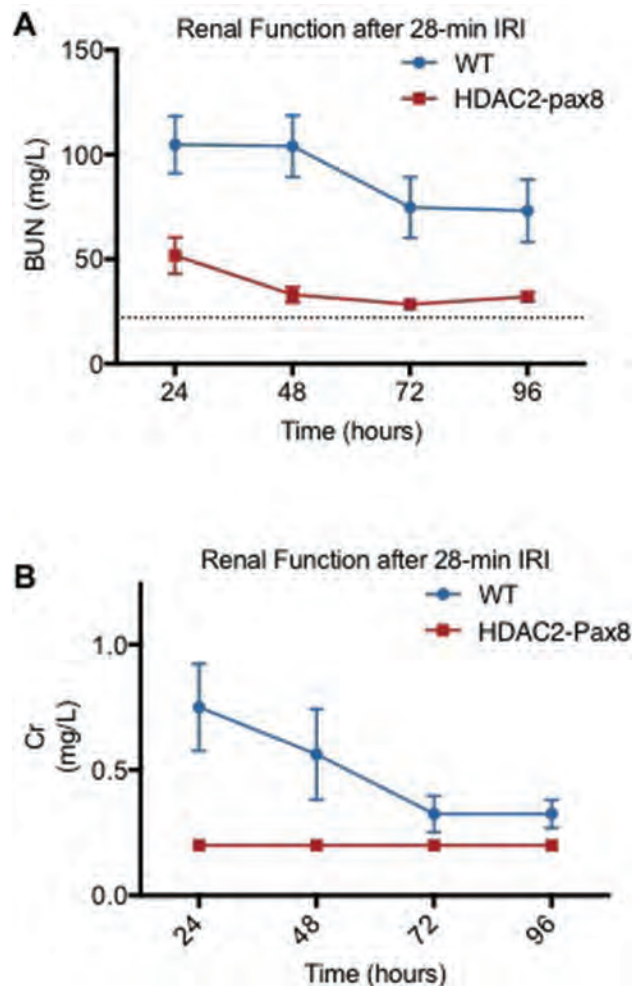 A
Renal Function after 28-min IRI
WT
HDAC2-pax8
150
100
50
0
BUN (mg/L)
24 48 72 96
Time (hours)
B
Renal Function after 28-min IRI
WT
HDAC2-Pax8
1.0
0.5
0.0
Cr
(mg/L)
24 48 72 96
Time (hours)